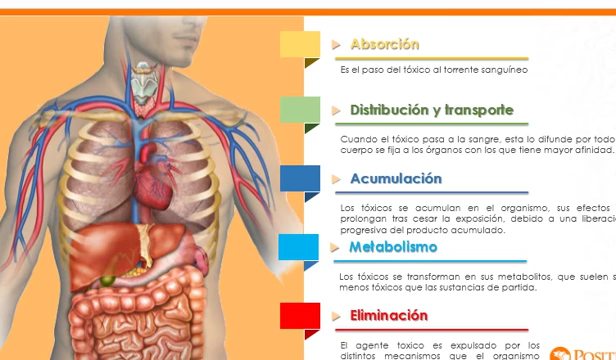 Absorción
Es el paso del tóxico al torrente sanguíneo
Distribución y transporte
Cuando el tóxico pasa a la sangre, esta lo difunde por todo
cuerpo se fija a los órganos con los que tiene mayor afinidad.
Acumulación
Los tóxicos se acumulan en el organismo, sus efectos
prolongan tras cesar la exposición, debido a una
progresiva del producto acumulado.
Metabolismo
Los tóxicos se transforman en sus metabolitos, que suelen
menos tóxicos que las sustancias de partida.
Eliminación
El agente toxico es expulsado por los
distintos mecanismos que el organismo